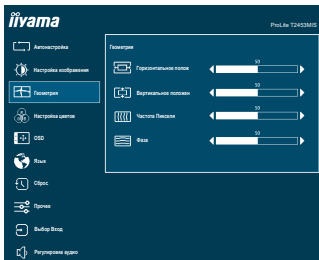 iiyama
ProLite T2453MIS
Автонастройка
Настройка изображения
Геометрия
Настройка цветов
OSD
Язык
Сброс
Прочее
Выбор Вход
Регулировка аудио
Геометрия
Горизонтальное полож
50
Вертикальное положен
50
Частота Пикселя
50
Фаза
50